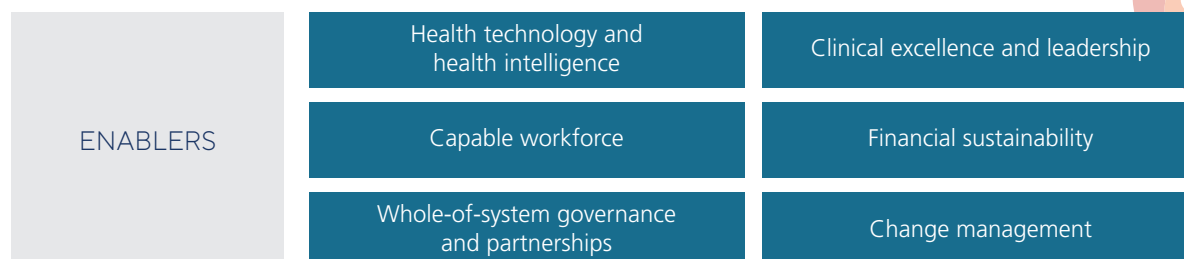 ENABLERS
Health technology and
health intelligence
Clinical excellence and leadership
Capable workforce
Financial sustainability
Whole-of-system governance
and partnerships
Change management